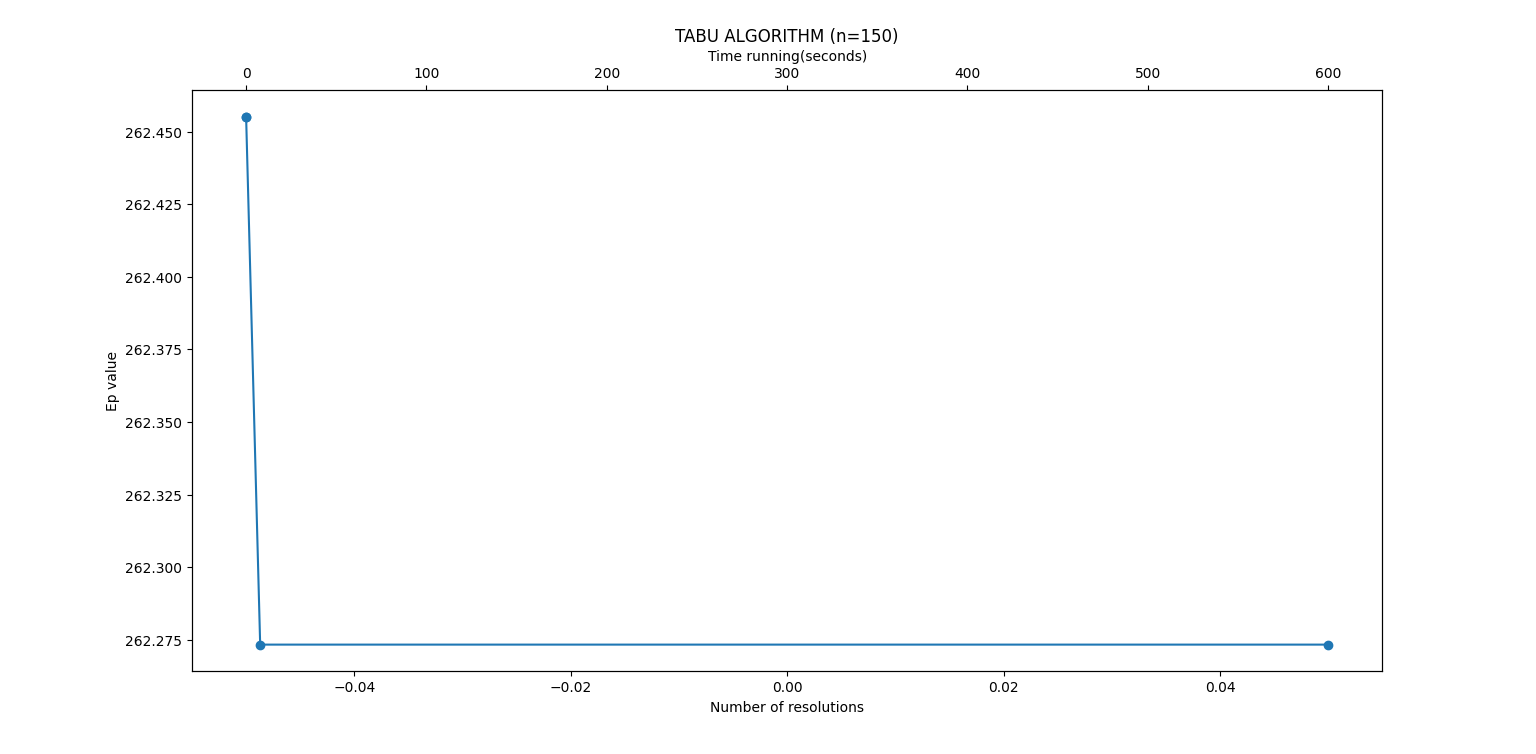 TABU ALGORITHM (n=150)
Time running(seconds)
0 100 200 300 400 500 600
262.450
262.425
262.400
262.375
262.350
262.325
262.300
262.275
Ep value
−0.04 −0.02 0.00 0.02 0.04
Number of resolutions